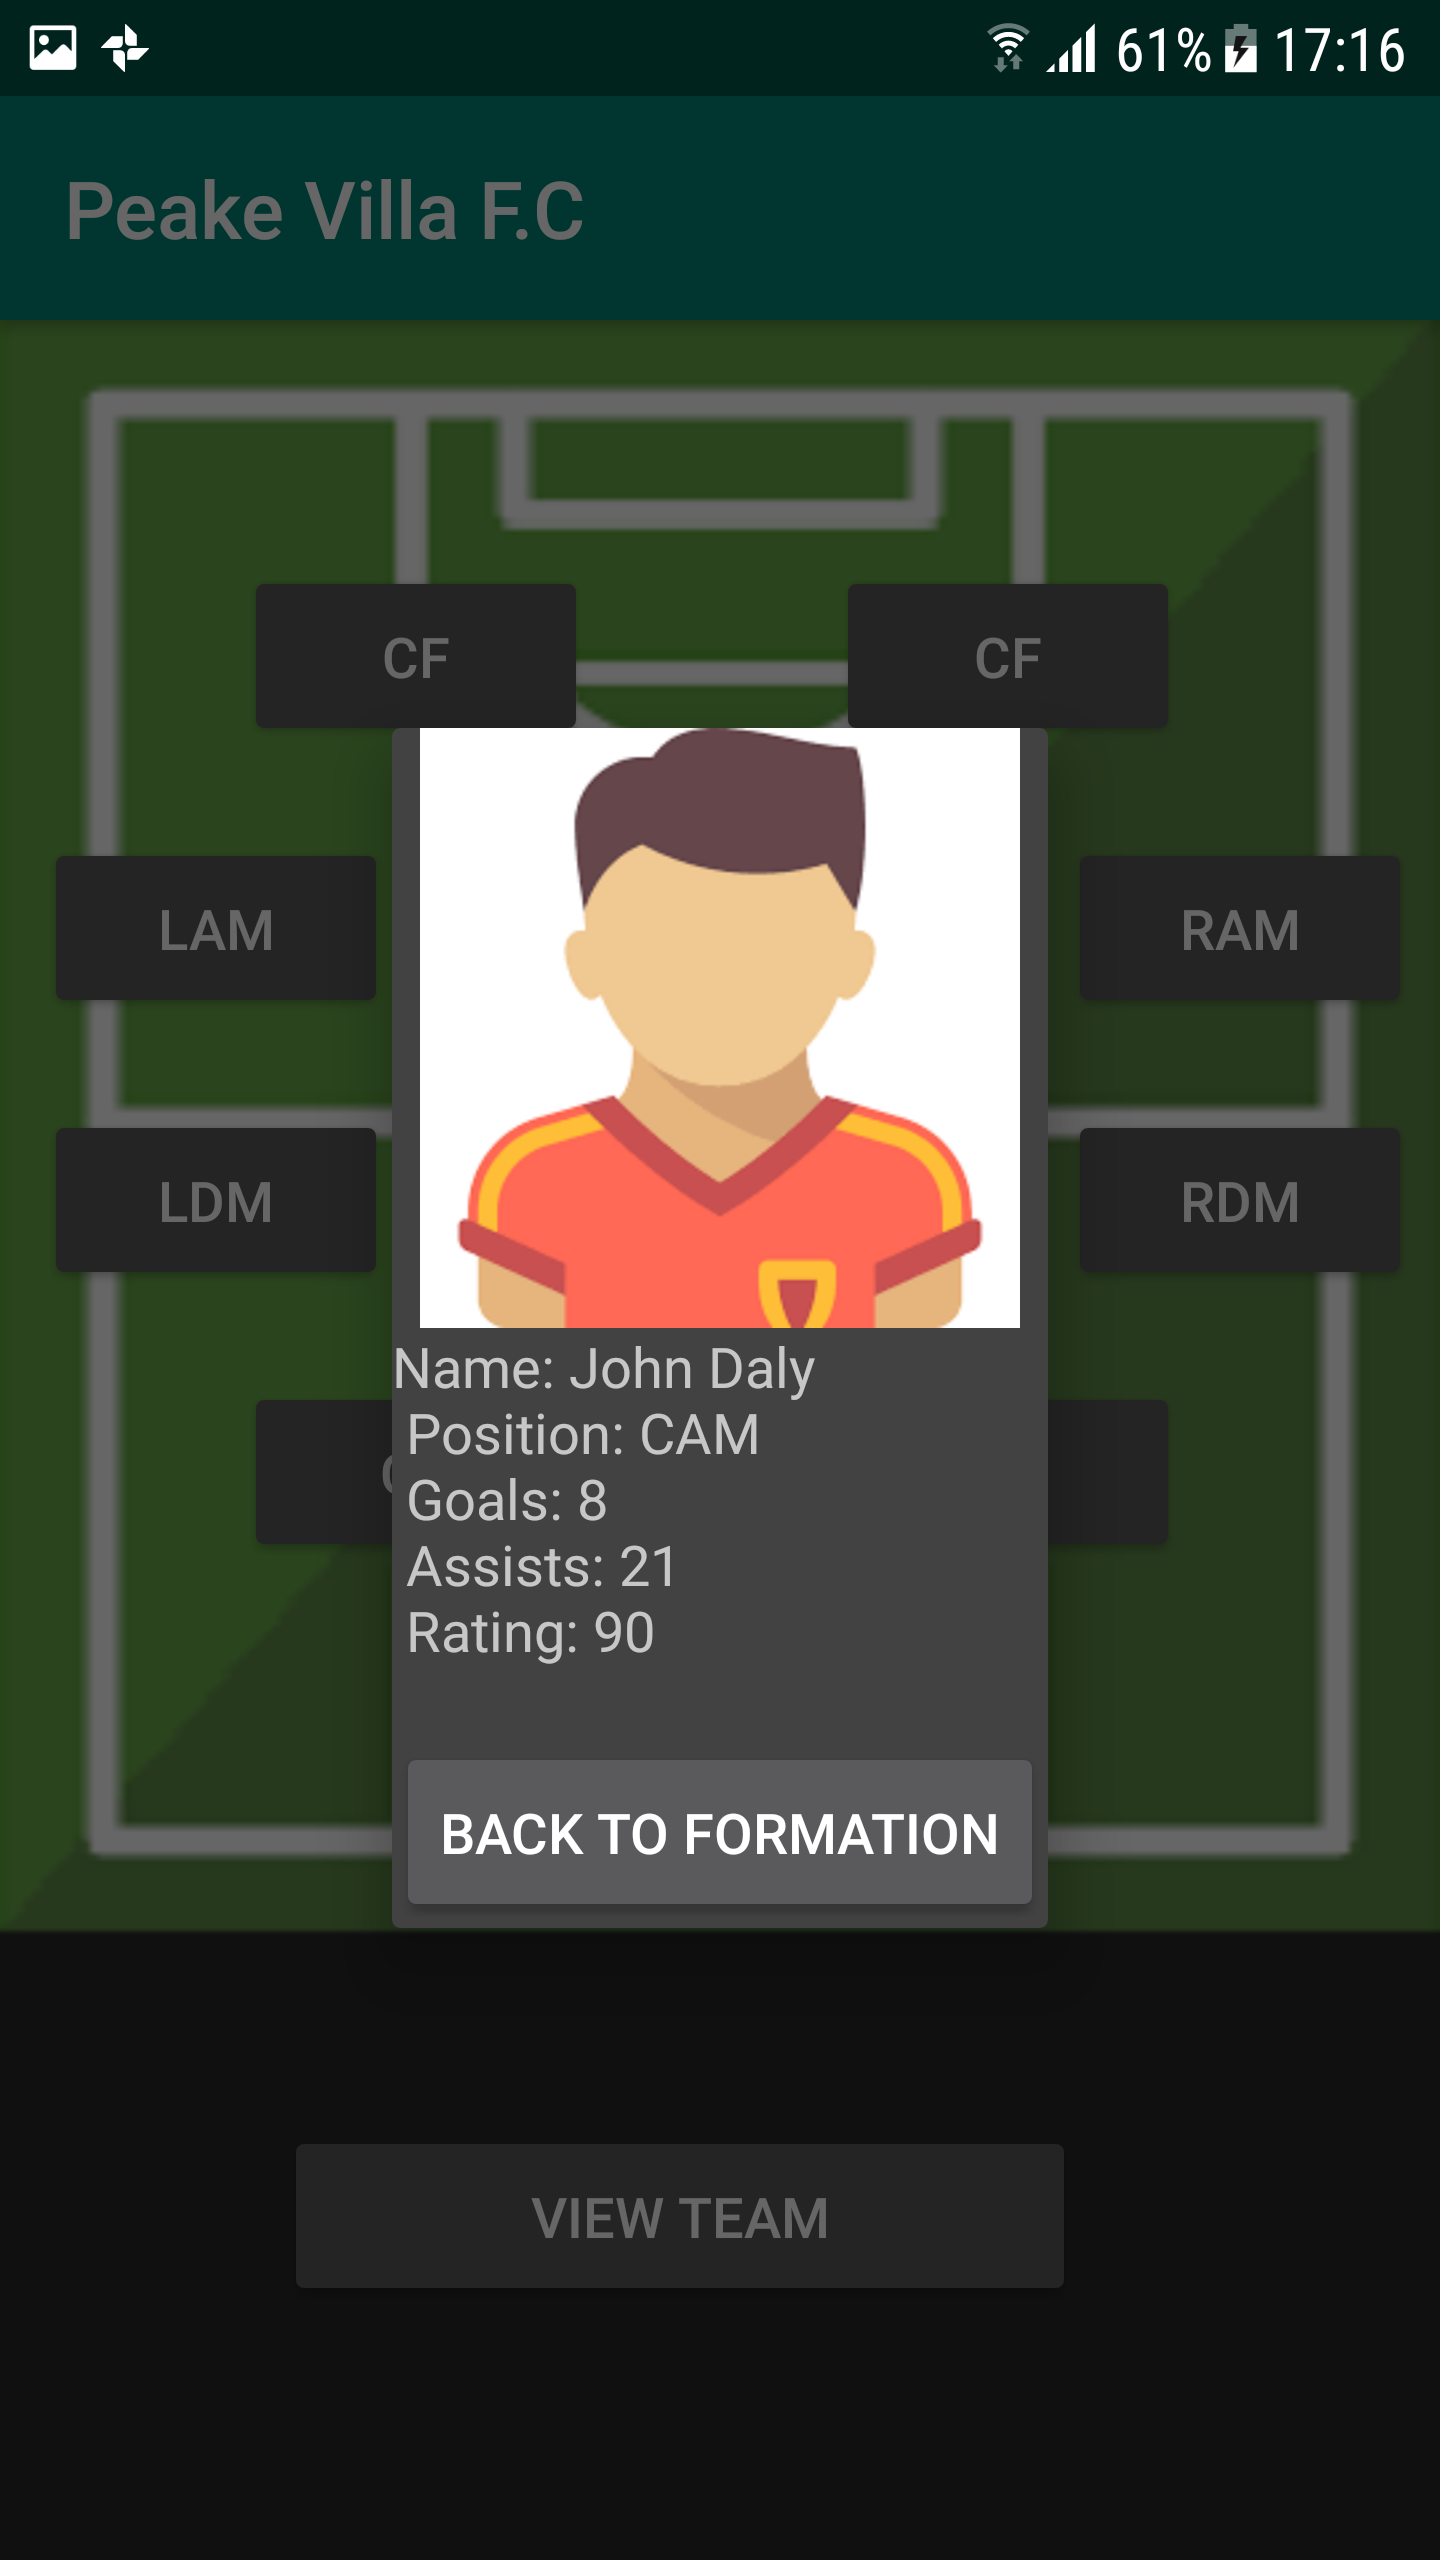 61% 17:16
Peake Villa F.C
CF CF
LAM RAM
LDM RDM
Name: John Daly
Position: CAM
Goals: 8
Assists: 21
Rating: 90
BACK TO FORMATION
VIEW TEAM